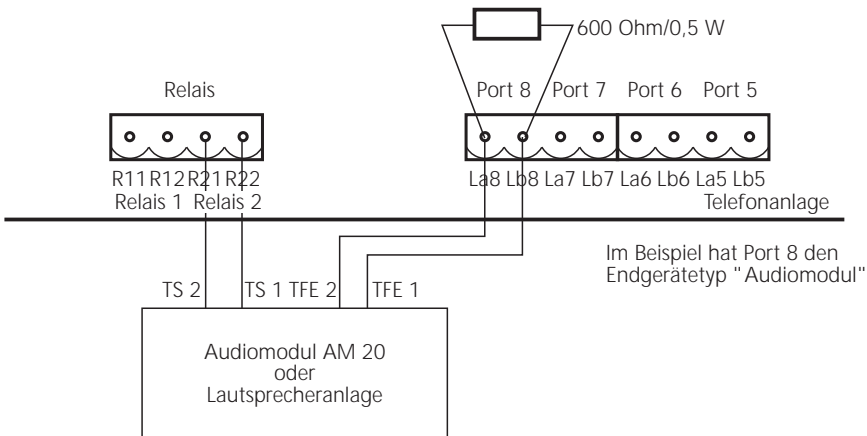 600 Ohm/0,5 W
Relais
Port 8 Port 7 Port 6 Port 5
R11 R12 R21 R22
La8 Lb8 La7 Lb7 La6 Lb6 La5 Lb5
Relais 1 Relais 2
Telefonanlage
Im Beispiel hat Port 8 den
Endgerätetyp "Audiomodul"
TS 2 TS 1 TFE 2 TFE 1
Audiomodul AM 20
oder
Lautsprecheranlage